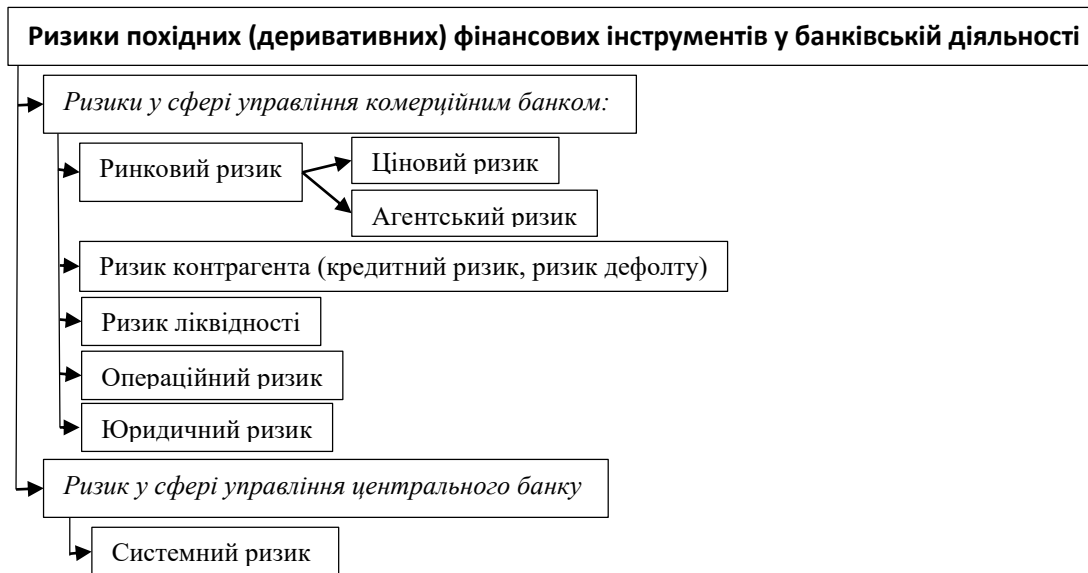 Ризики похідних (деривативних) фінансових інструментів у банківській діяльності
Ризики у сфері управління комерційним банком:
Ринковий ризик
Ціновий ризик
Агентський ризик
Ризик контрагента (кредитний ризик, ризик дефолту)
Ризик ліквідності
Операційний ризик
Юридичний ризик
Ризик у сфері управління центрального банку
Системний ризик